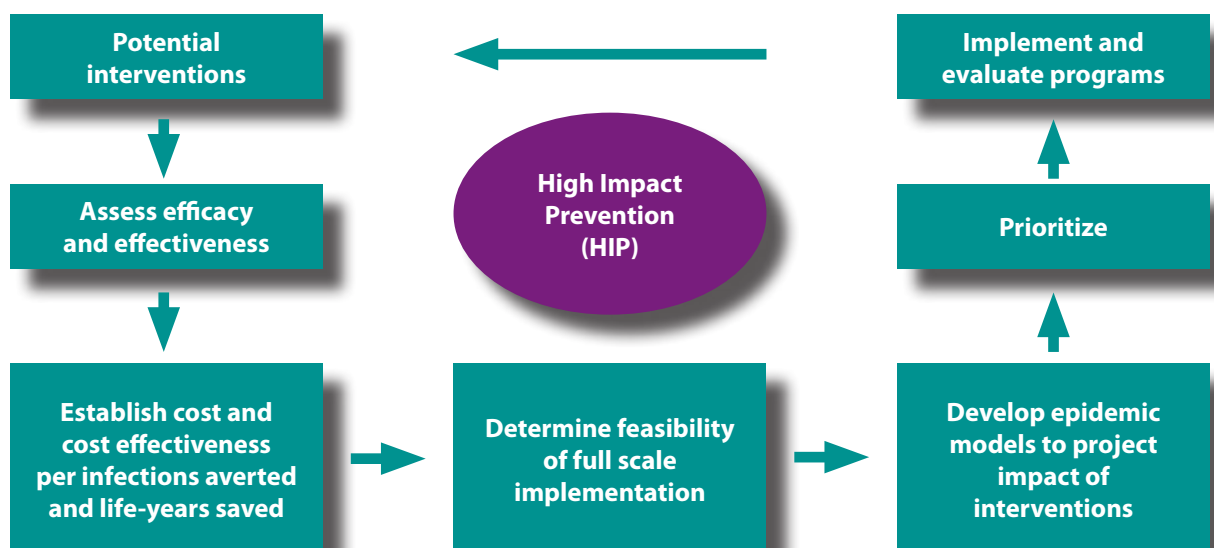 Potential
interventions
Assess efficacy
and effectiveness
Establish cost and
cost effectiveness
per infections averted
and life-years saved
Determine feasibility
of full scale
implementation
Develop epidemic
models to project
impact of
interventions
Prioritize
Implement and
evaluate programs
High Impact
Prevention
(HIP)